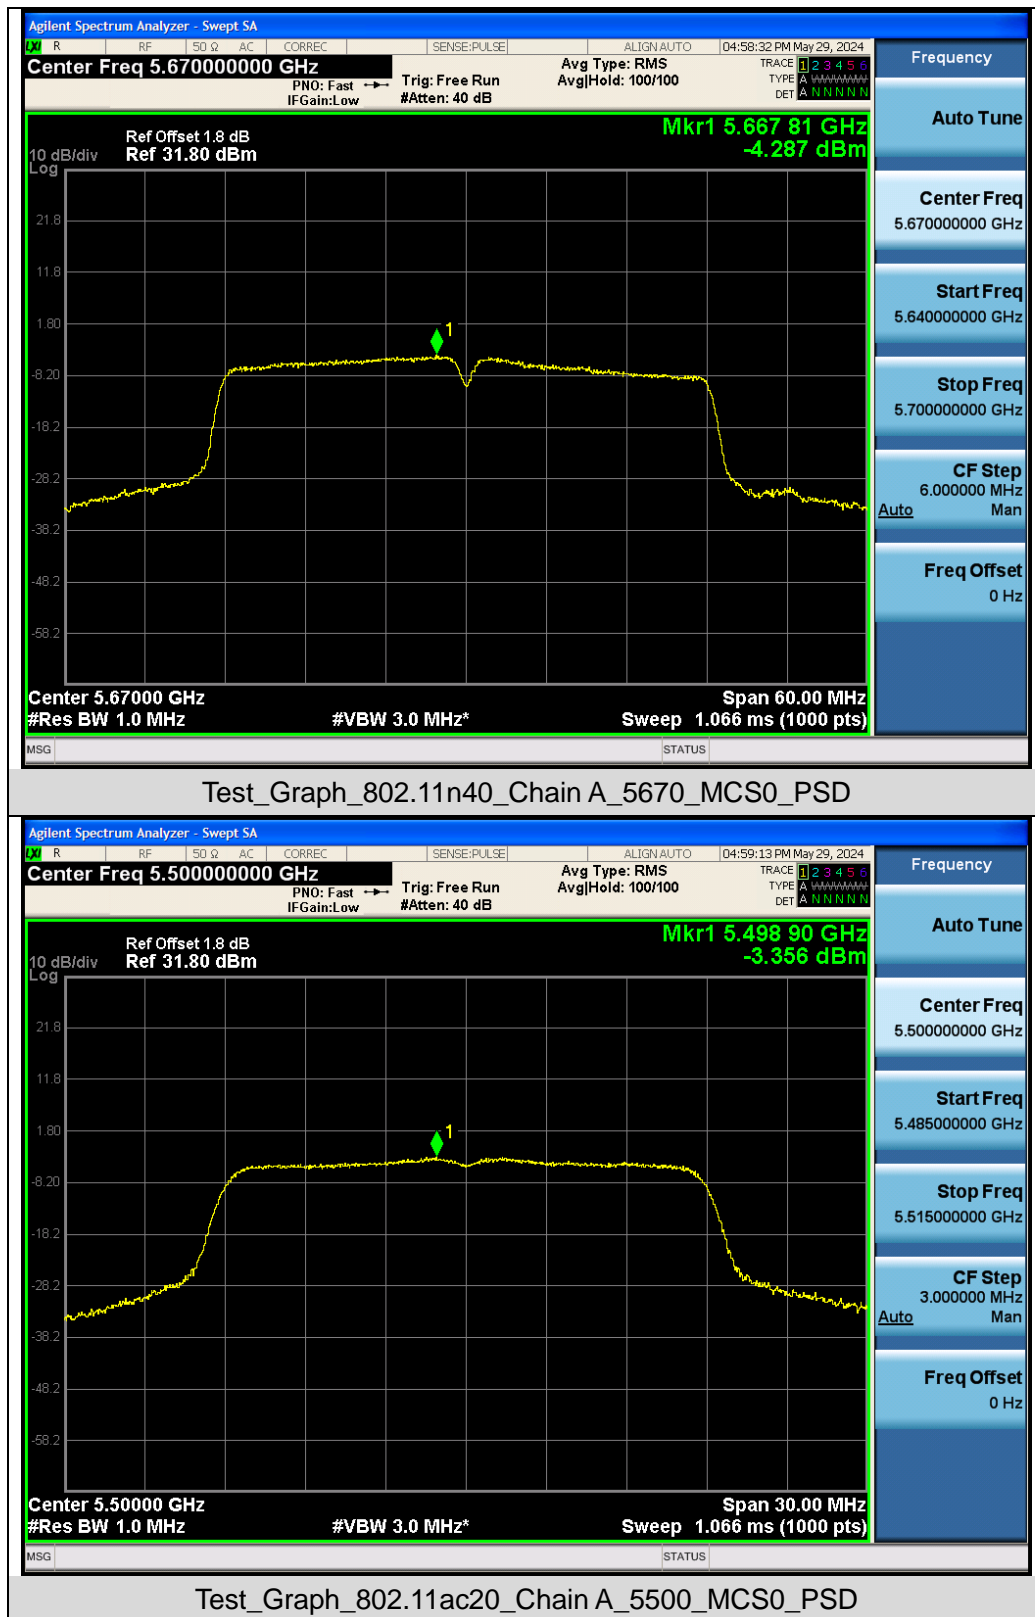 Agilent Spectrum Analyzer - Swept SA
LXI R RF 50 Ω AC CORREC SENSE:PULSE ALIGN AUTO 04:58:32 PM May 29, 2024
Center Freq 5.670000000 GHz
PNO: Fast
IFGain:Low
Trig: Free Run
#Atten: 40 dB
Avg Type: RMS
Avg|Hold: 100/100
TRACE 1 2 3 4 5 6
TYPE A WWWWW
DET A N N N N N
Frequency
Auto Tune
Center Freq
5.670000000 GHz
Start Freq
5.640000000 GHz
Stop Freq
5.700000000 GHz
CF Step
6.000000 MHz
Auto Man
Freq Offset
0 Hz
Mkr1 5.667 81 GHz
-4.287 dBm
Ref Offset 1.8 dB
10 dB/div Ref 31.80 dBm
Log
21.8
11.8
1
1.80
-8.20
-18.2
-28.2
-38.2
-48.2
-58.2
Center 5.67000 GHz Span 60.00 MHz
#Res BW 1.0 MHz #VBW 3.0 MHz* Sweep 1.066 ms (1000 pts)
MSG STATUS
Test_Graph_802.11n40_Chain A_5670_MCS0_PSD
Agilent Spectrum Analyzer - Swept SA
LXI R RF 50 Ω AC CORREC SENSE:PULSE ALIGN AUTO 04:59:13 PM May 29, 2024
Center Freq 5.500000000 GHz
PNO: Fast
IFGain:Low
Trig: Free Run
#Atten: 40 dB
Avg Type: RMS
Avg|Hold: 100/100
TRACE 1 2 3 4 5 6
TYPE A WWWWW
DET A N N N N N
Frequency
Auto Tune
Center Freq
5.500000000 GHz
Start Freq
5.485000000 GHz
Stop Freq
5.515000000 GHz
CF Step
3.000000 MHz
Auto Man
Freq Offset
0 Hz
Mkr1 5.498 90 GHz
-3.356 dBm
Ref Offset 1.8 dB
10 dB/div Ref 31.80 dBm
Log
21.8
11.8
1
1.80
-8.20
-18.2
-28.2
-38.2
-48.2
-58.2
Center 5.50000 GHz Span 30.00 MHz
#Res BW 1.0 MHz #VBW 3.0 MHz* Sweep 1.066 ms (1000 pts)
MSG STATUS
Test_Graph_802.11ac20_Chain A_5500_MCS0_PSD